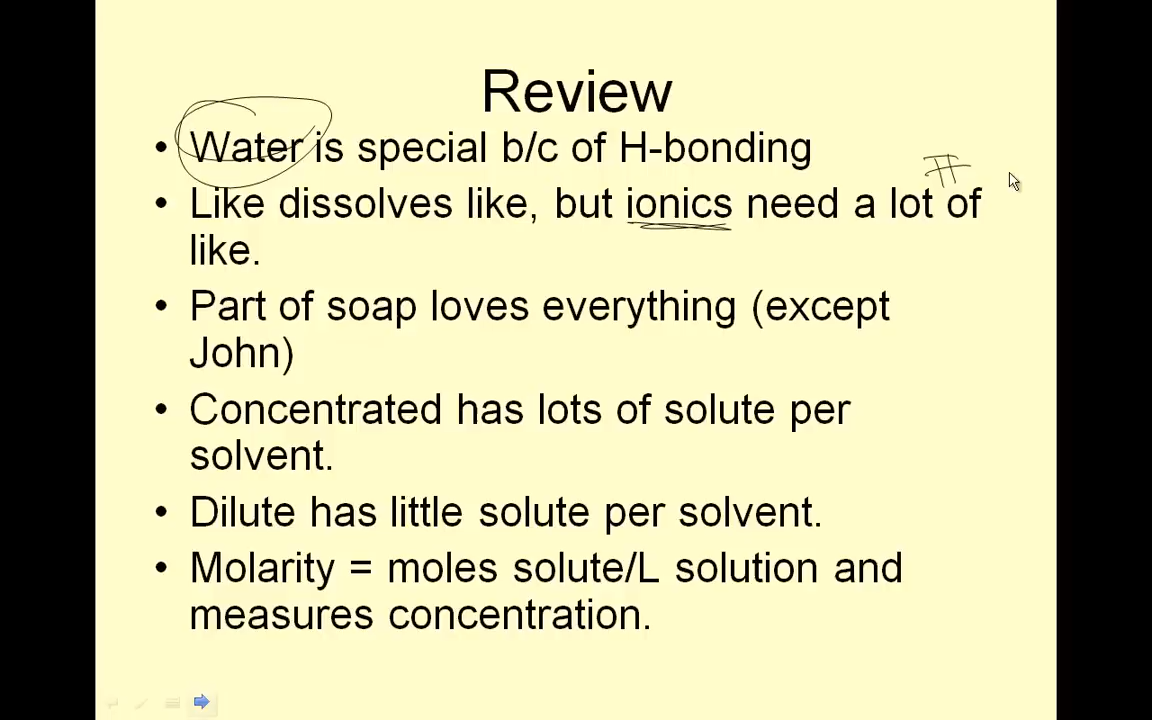 Review
• Water is special b/c of H-bonding
#
• Like dissolves like, but ionics need a lot of
like.
• Part of soap loves everything (except
John)
• Concentrated has lots of solute per
solvent.
• Dilute has little solute per solvent.
• Molarity = moles solute/L solution and
measures concentration.